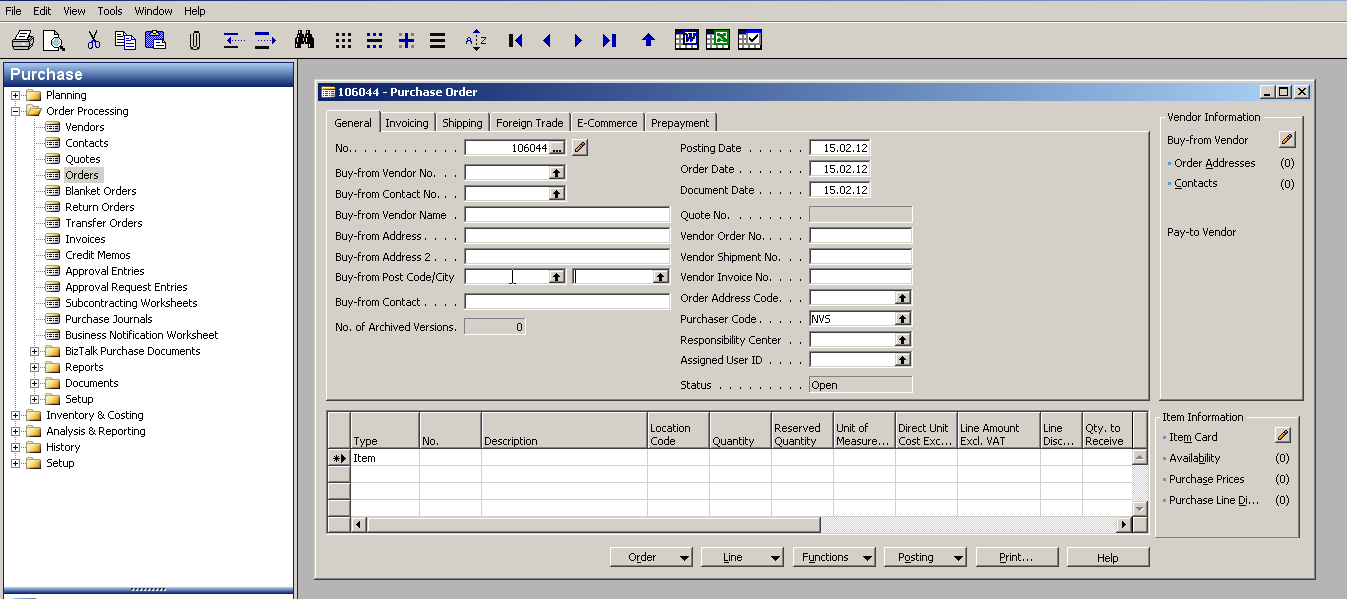 File Edit View Tools Window Help
Purchase
Planning
Order Processing
Vendors
Contacts
Quotes
Orders
Blanket Orders
Return Orders
Transfer Orders
Invoices
Credit Memos
Approval Entries
Approval Request Entries
Subcontracting Worksheets
Purchase Journals
Business Notification Worksheet
BizTalk Purchase Documents
Reports
Documents
Setup
Inventory & Costing
Analysis & Reporting
History
Setup
106044 - Purchase Order
General Invoicing Shipping Foreign Trade E-Commerce Prepayment
No. . . . . . . . . . . . 106044 ...
Buy-from Vendor No. . . .
Buy-from Contact No. . . .
Buy-from Vendor Name .
Buy-from Address . . . .
Buy-from Address 2 . . .
Buy-from Post Code/City
Buy-from Contact . . . .
No. of Archived Versions. 0
Posting Date . . . . . . 15.02.12
Order Date . . . . . . . 15.02.12
Document Date . . . . . 15.02.12
Quote No. . . . . . . .
Vendor Order No. . . . .
Vendor Shipment No. . .
Vendor Invoice No. . . .
Order Address Code. . .
Purchaser Code . . . . . NVS
Responsibility Center . .
Assigned User ID . . . .
Status . . . . . . . . . Open
Vendor Information
Buy-from Vendor
Order Addresses (0)
Contacts (0)
Pay-to Vendor
Type No. Description Location Code Quantity Reserved Quantity Unit of Measure... Direct Unit Cost Exc... Line Amount Excl. VAT Line Disc... Qty. to Receive
Item
Item Information
Item Card
Availability (0)
Purchase Prices (0)
Purchase Line Di... (0)
Order Line Functions Posting Print... Help